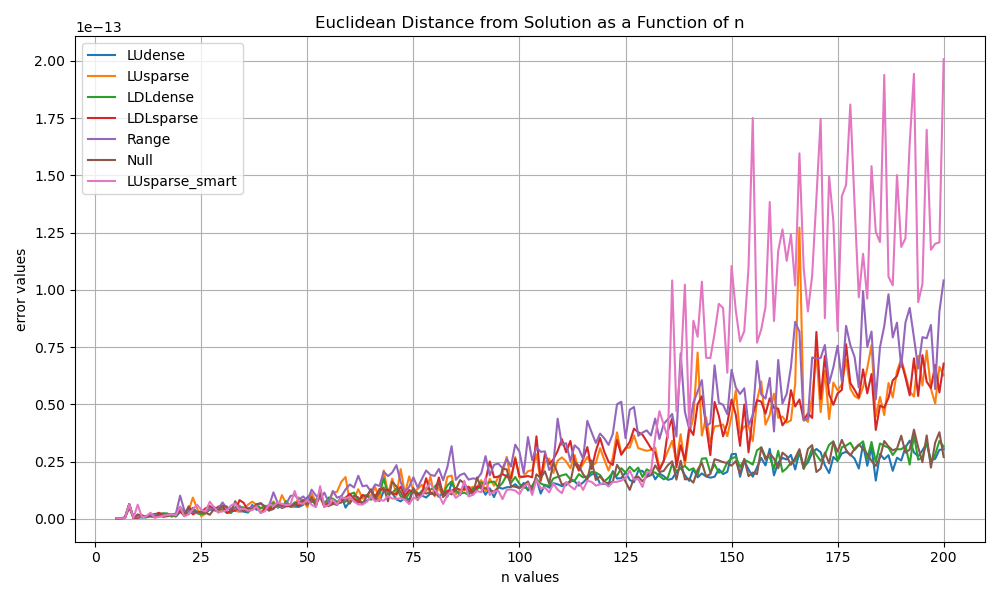 Euclidean Distance from Solution as a Function of n
1e−13
2.00
1.75
1.50
1.25
1.00
0.75
0.50
0.25
0.00
error values
LUdense
LUsparse
LDLdense
LDLsparse
Range
Null
LUsparse_smart
0 25 50 75 100 125 150 175 200
n values